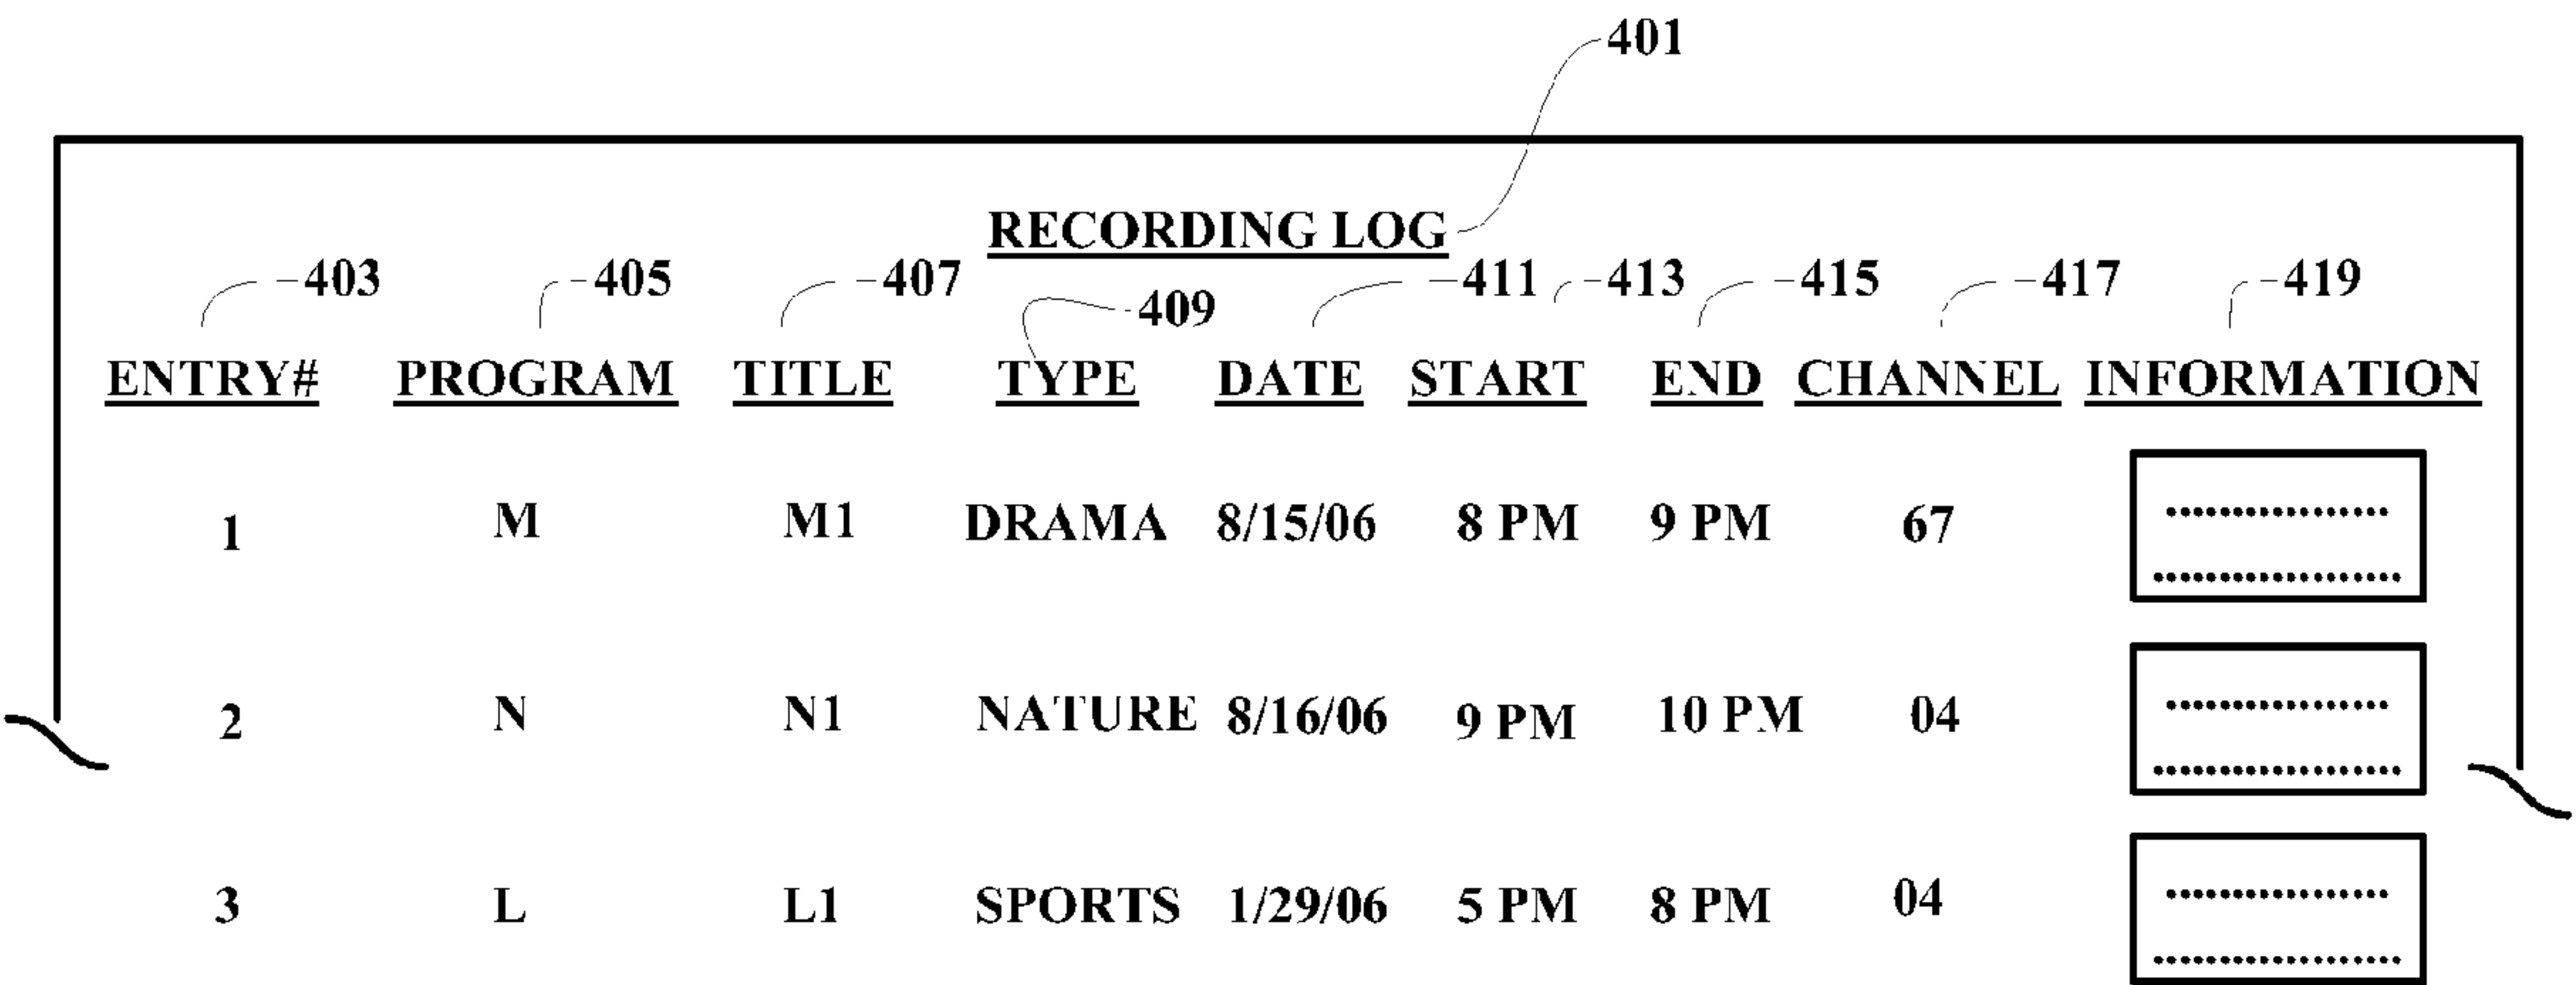 401
RECORDING LOG
403 405 407 409 411 413 415 417 419
ENTRY# PROGRAM TITLE TYPE DATE START END CHANNEL INFORMATION
1 M M1 DRAMA 8/15/06 8 PM 9 PM 67
2 N N1 NATURE 8/16/06 9 PM 10 PM 04
3 L L1 SPORTS 1/29/06 5 PM 8 PM 04